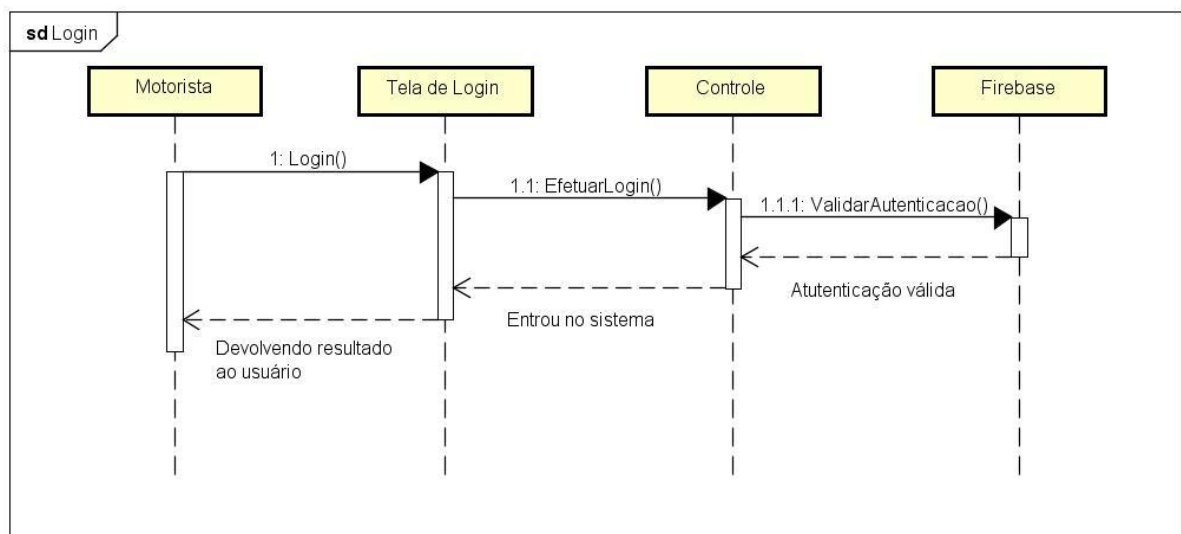 sd Login
Motorista
Tela de Login
Controle
Firebase
1: Login()
1.1: EfetuarLogin()
1.1.1: ValidarAutenticacao()
Atutenticação válida
Entrou no sistema
Devolvendo resultado
ao usuário